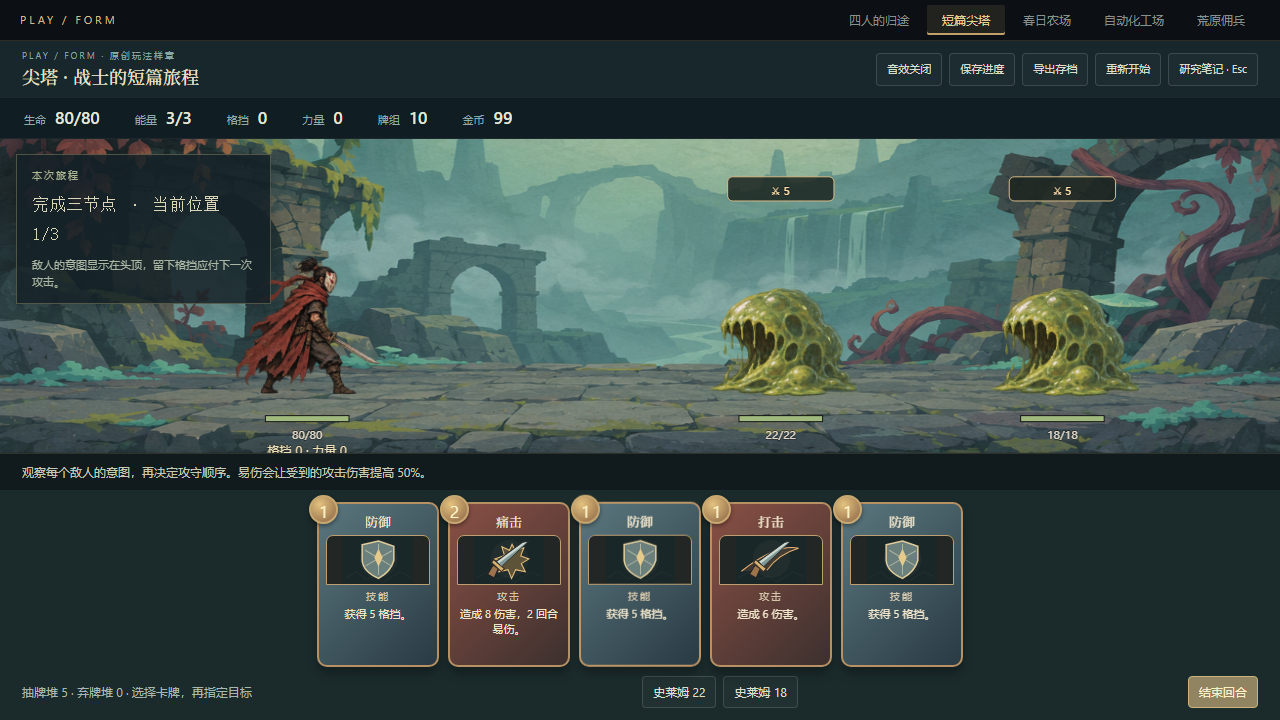 PLAY / FORM
四人的归途 短篇尖塔 春日农场 自动化工场 荒原佣兵
PLAY / FORM · 原创玩法样章
尖塔 · 战士的短篇旅程
音效关闭 保存进度 导出存档 重新开始 研究笔记 · Esc
生命 80/80 能量 3/3 格挡 0 力量 0 牌组 10 金币 99
本次旅程
完成三节点 · 当前位置
1/3
敌人的意图显示在头顶，留下格挡应付下一次
攻击。
⚔ 5
⚔ 5
80/80
格挡 0 · 力量 0
22/22
18/18
观察每个敌人的意图，再决定攻守顺序。易伤会让受到的攻击伤害提高 50%。
1
防御
技能
获得 5 格挡。
2
痛击
攻击
造成 8 伤害，2 回合
易伤。
1
防御
技能
获得 5 格挡。
1
打击
攻击
造成 6 伤害。
1
防御
技能
获得 5 格挡。
抽牌堆 5 · 弃牌堆 0 · 选择卡牌，再指定目标
史莱姆 22 史莱姆 18
结束回合